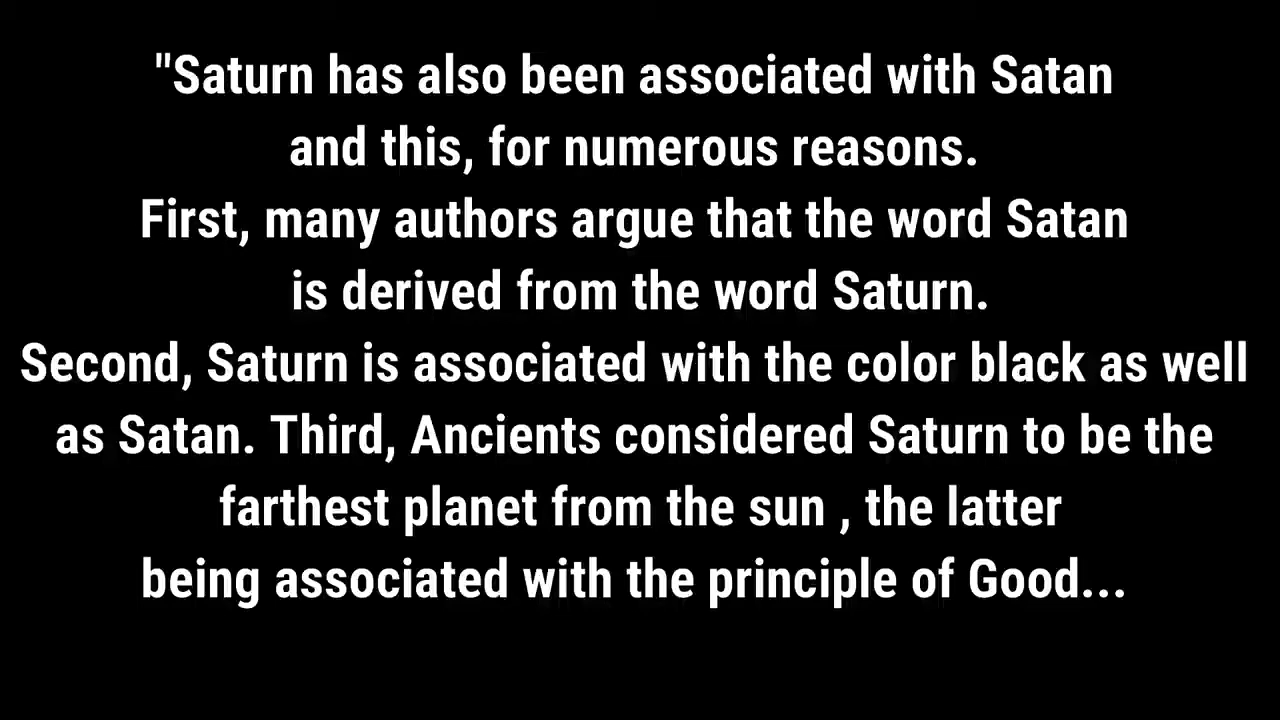 "Saturn has also been associated with Satan
and this, for numerous reasons.
First, many authors argue that the word Satan
is derived from the word Saturn.
Second, Saturn is associated with the color black as well
as Satan. Third, Ancients considered Saturn to be the
farthest planet from the sun , the latter
being associated with the principle of Good...